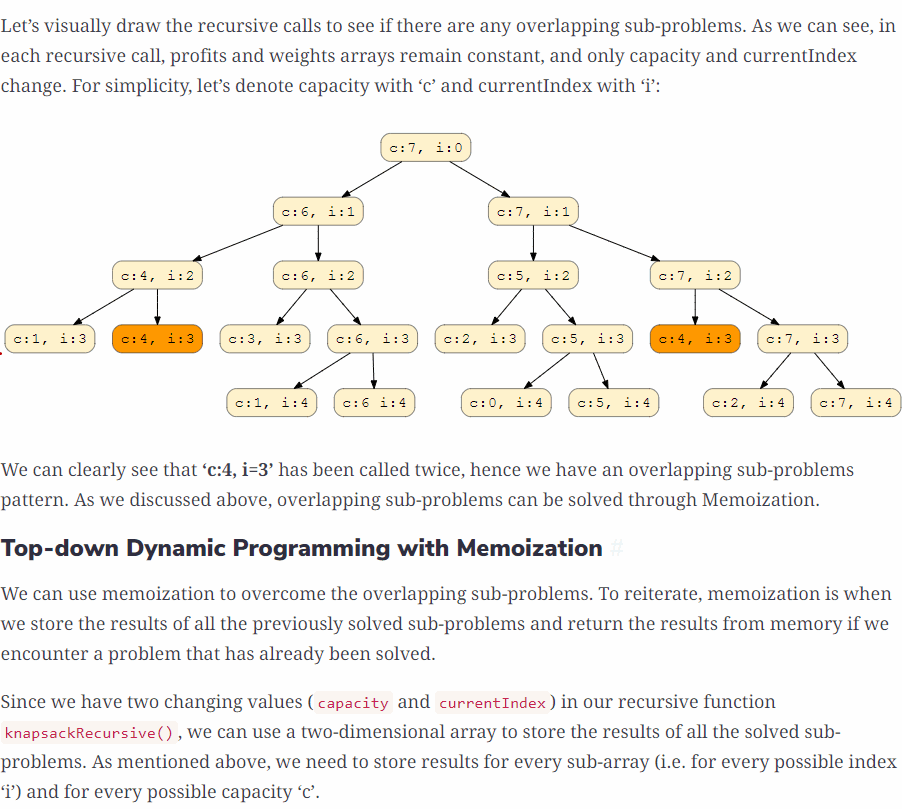 Let’s visually draw the recursive calls to see if there are any overlapping sub-problems. As we can see, in
each recursive call, profits and weights arrays remain constant, and only capacity and currentIndex
change. For simplicity, let’s denote capacity with ‘c’ and currentIndex with ‘i’:
c:7, i:0
c:6, i:1 c:7, i:1
c:4, i:2 c:6, i:2 c:5, i:2 c:7, i:2
c:1, i:3 c:4, i:3 c:3, i:3 c:6, i:3 c:2, i:3 c:5, i:3 c:4, i:3 c:7, i:3
c:1, i:4 c:6 i:4 c:0, i:4 c:5, i:4 c:2, i:4 c:7, i:4
We can clearly see that ‘c:4, i=3’ has been called twice, hence we have an overlapping sub-problems
pattern. As we discussed above, overlapping sub-problems can be solved through Memoization.
Top-down Dynamic Programming with Memoization #
We can use memoization to overcome the overlapping sub-problems. To reiterate, memoization is when
we store the results of all the previously solved sub-problems and return the results from memory if we
encounter a problem that has already been solved.
Since we have two changing values (capacity and currentIndex) in our recursive function
knapsackRecursive(), we can use a two-dimensional array to store the results of all the solved sub-
problems. As mentioned above, we need to store results for every sub-array (i.e. for every possible index
‘i’) and for every possible capacity ‘c’.